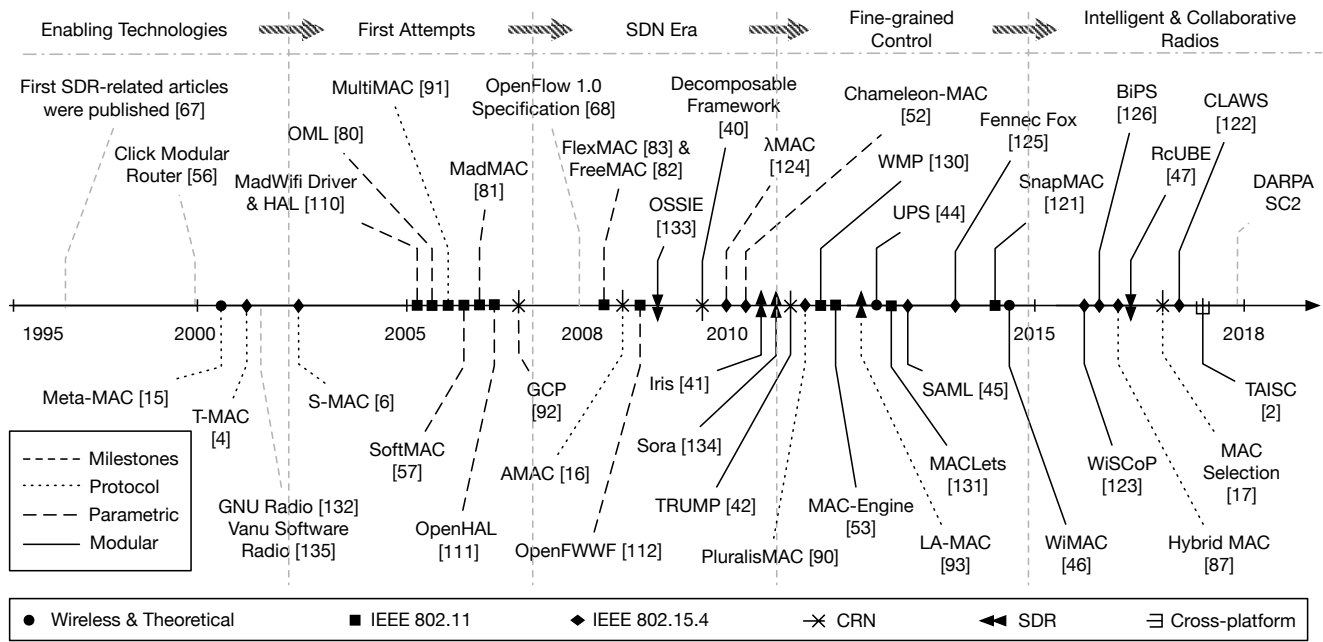 Enabling Technologies
First Attempts
SDN Era
Fine-grained
Control
Intelligent & Collaborative
Radios
First SDR-related articles
were published [67]
Click Modular
Router [56]
MadWifi Driver
& HAL [110]
OML [80]
MultiMAC [91]
MadMAC
[81]
OpenFlow 1.0
Specification [68]
FlexMAC [83] &
FreeMAC [82]
OSSIE
[133]
Decomposable
Framework
[40]
λMAC
[124]
Chameleon-MAC
[52]
WMP [130]
UPS [44]
Fennec Fox
[125]
SnapMAC
[121]
BiPS
[126]
RcUBE
[47]
CLAWS
[122]
DARPA
SC2
1995
2000
2005
2008
2010
2015
2018
Meta-MAC [15]
T-MAC
[4]
GNU Radio [132]
Vanu Software
Radio [135]
S-MAC [6]
SoftMAC
[57]
OpenHAL
[111]
GCP
[92]
AMAC [16]
OpenFWWF [112]
Iris [41]
Sora [134]
TRUMP [42]
PluralisMAC [90]
MAC-Engine
[53]
LA-MAC
[93]
MACLets
[131]
SAML [45]
WiMAC
[46]
WiSCoP
[123]
Hybrid MAC
[87]
MAC
Selection
[17]
TAISC
[2]
Milestones
Protocol
Parametric
Modular
Wireless & Theoretical
IEEE 802.11
IEEE 802.15.4
CRN
SDR
Cross-platform